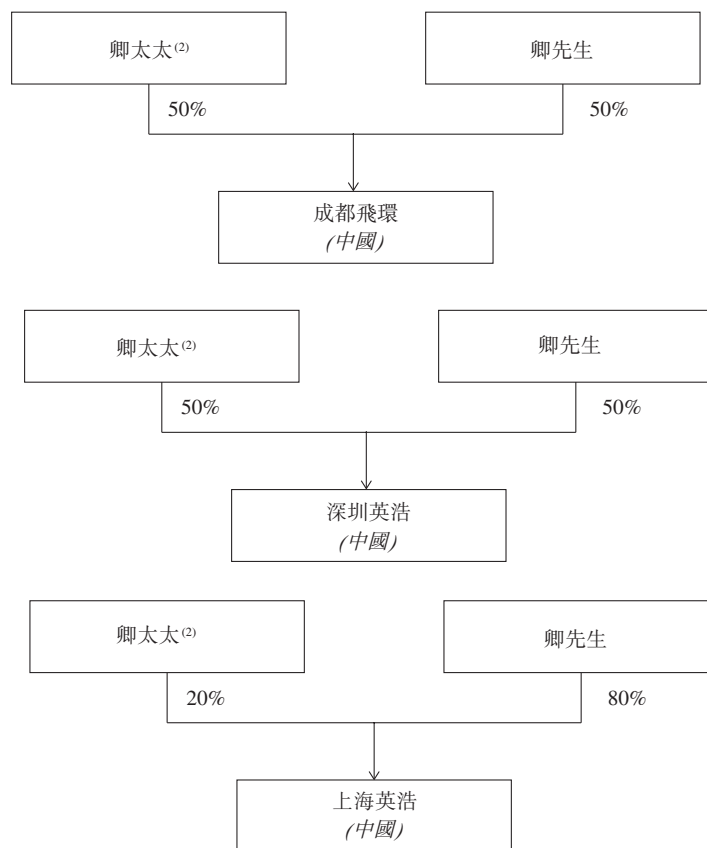 卿太太(2) 卿先生
50% 50%
成都飛環
(中國)
卿太太(2) 卿先生
50% 50%
深圳英浩
(中國)
卿太太(2) 卿先生
20% 80%
上海英浩
(中國)